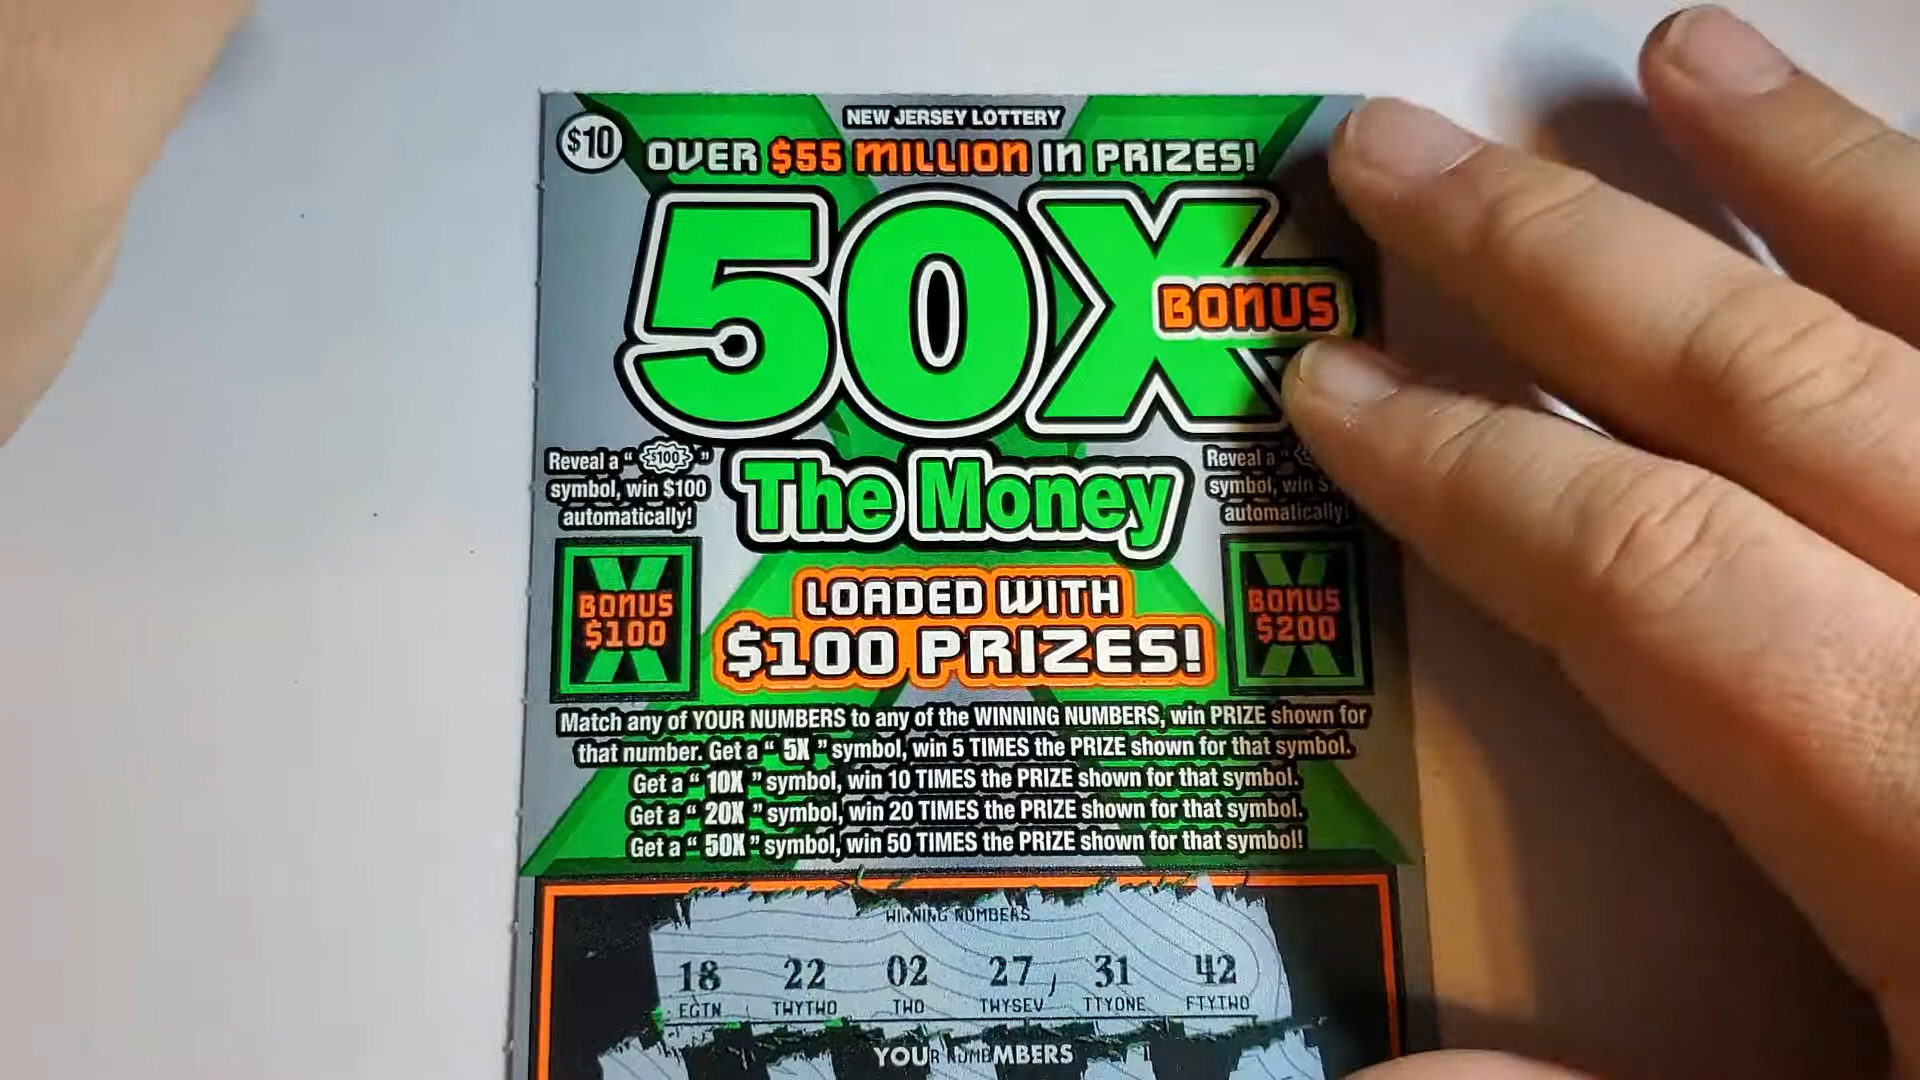 NEW JERSEY LOTTERY
$10
OVER $55 MILLION IN PRIZES!
50X
BONUS
The Money
Reveal a " $100 "
symbol, win $100
automatically!
Reveal a "
symbol, win
automatically!
BONUS
$100
BONUS
$200
LOADED WITH
$100 PRIZES!
Match any of YOUR NUMBERS to any of the WINNING NUMBERS, win PRIZE shown for
that number. Get a " 5X " symbol, win 5 TIMES the PRIZE shown for that symbol.
Get a " 10X " symbol, win 10 TIMES the PRIZE shown for that symbol.
Get a " 20X " symbol, win 20 TIMES the PRIZE shown for that symbol.
Get a " 50X " symbol, win 50 TIMES the PRIZE shown for that symbol!
WINNING NUMBERS
18 22 02 27 31 42
EGTN TWYTWO TWO TWYSEV TTYONE FTYTWO
YOUR NUMBERS